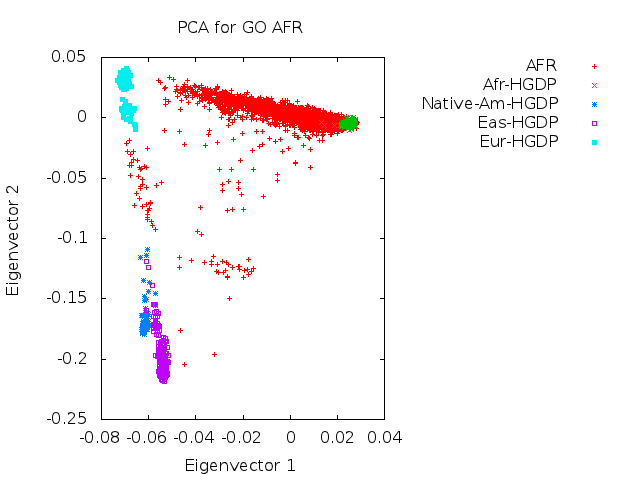 PCA for GO AFR
AFR
Afr-HGDP
Native-Am-HGDP
Eas-HGDP
Eur-HGDP
0.05
0
-0.05
-0.1
-0.15
-0.2
-0.25
Eigenvector 2
-0.08 -0.06 -0.04 -0.02 0 0.02 0.04
Eigenvector 1